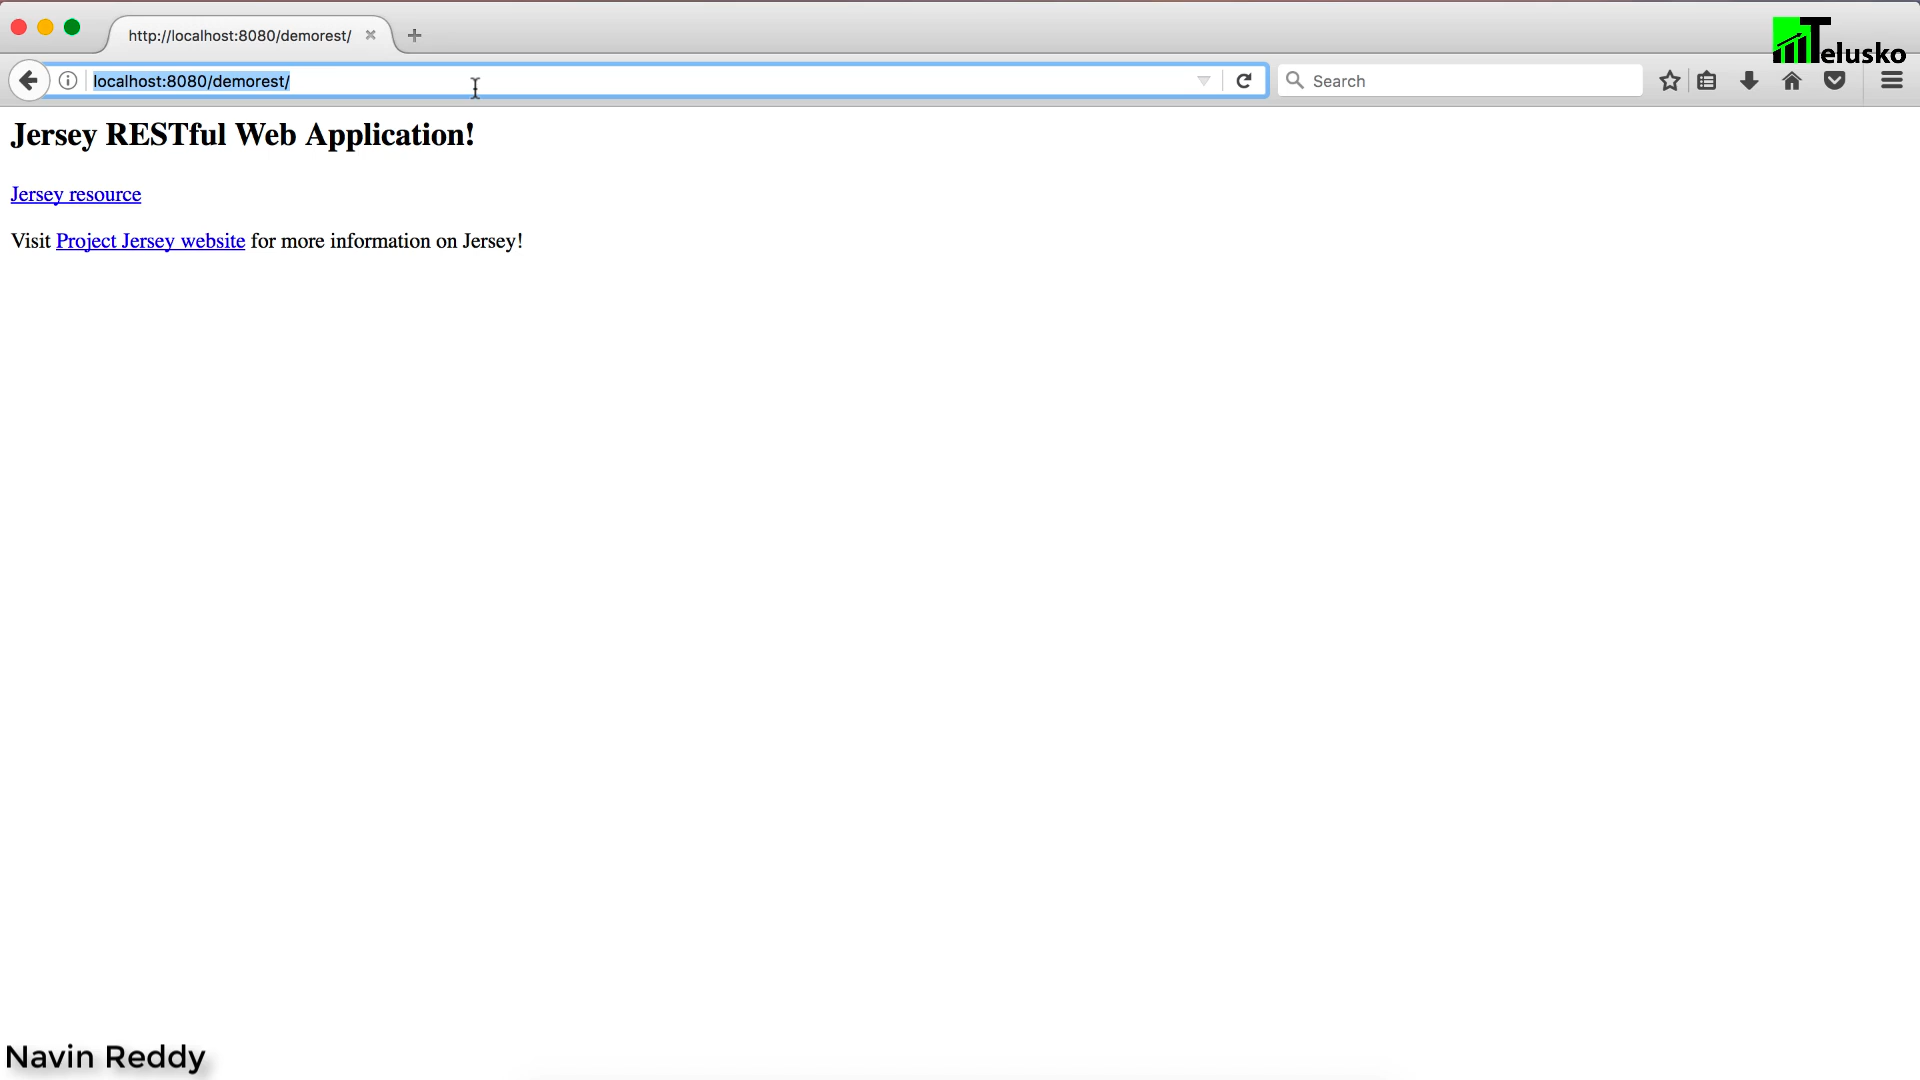 http://localhost:8080/demorest/
Telusko
localhost:8080/demorest/
Search
Jersey RESTful Web Application!
Jersey resource
Visit Project Jersey website for more information on Jersey!
Navin Reddy